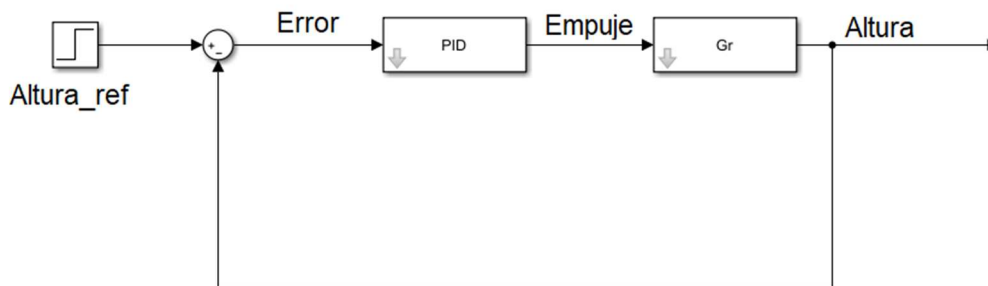 Error
PID
Empuje
Gr
Altura
Altura_ref